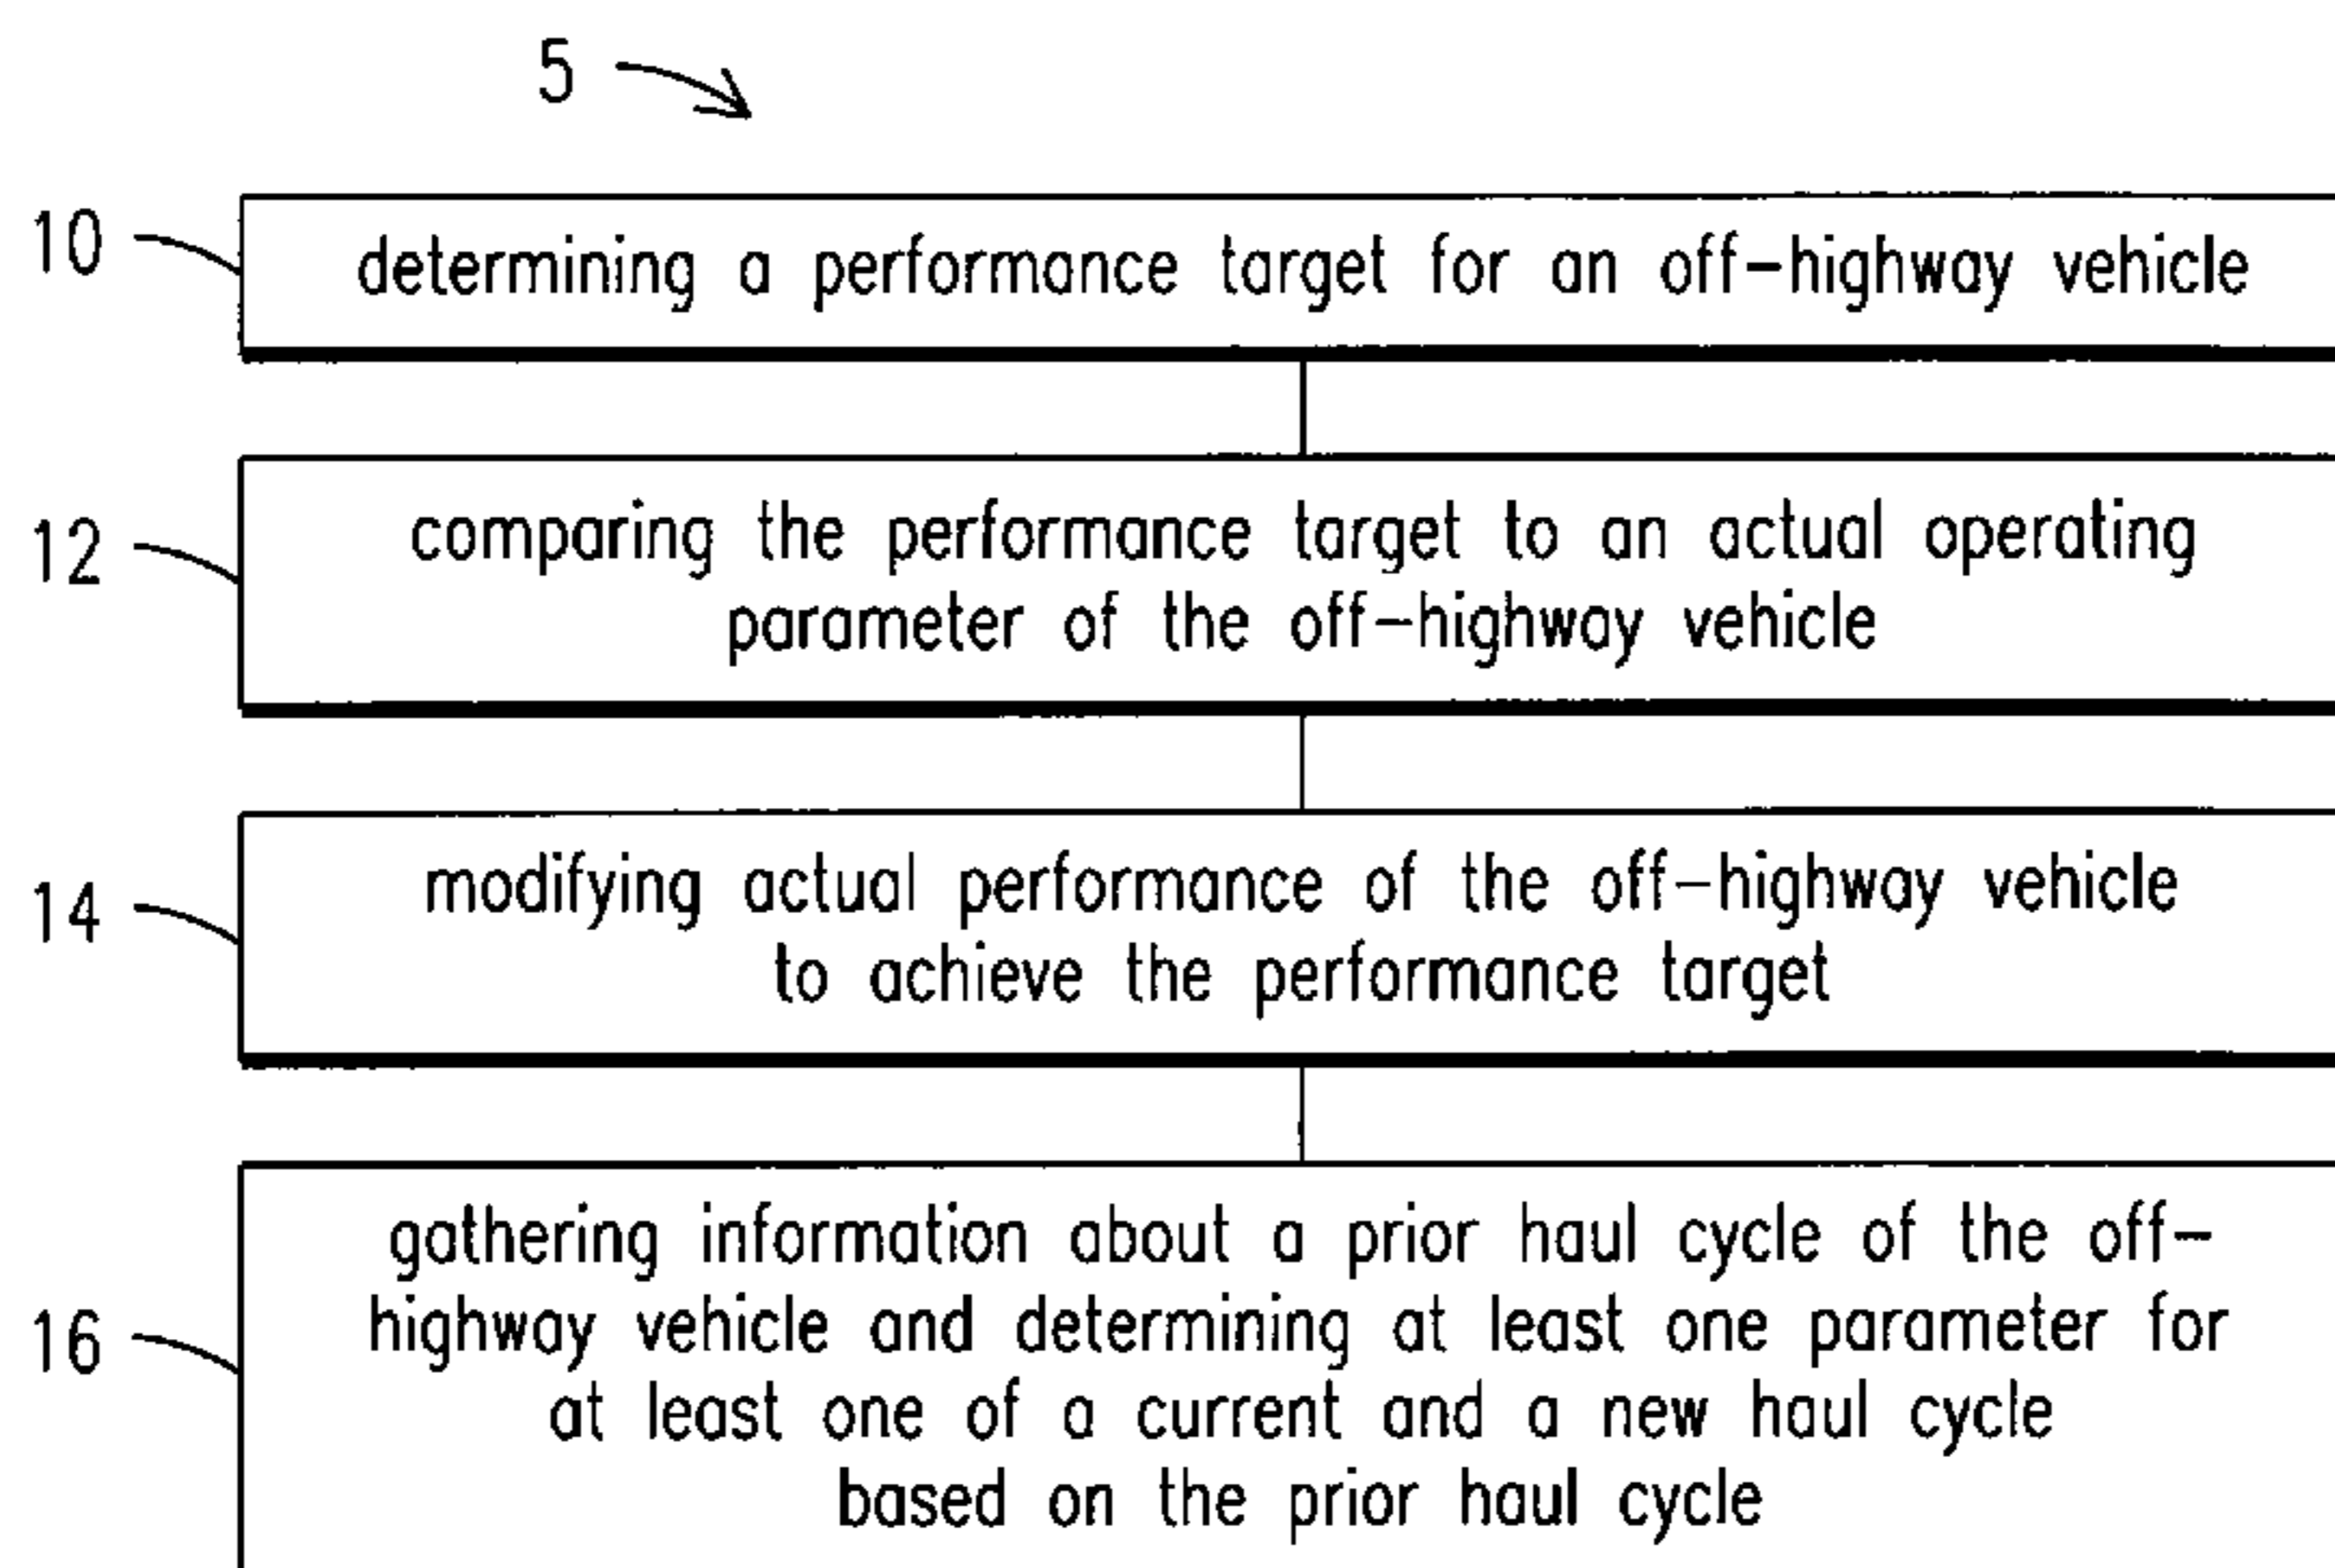 5
10
determining a performance target for an off-highway vehicle
12
comparing the performance target to an actual operating
parameter of the off-highway vehicle
14
modifying actual performance of the off-highway vehicle
to achieve the performance target
16
gathering information about a prior haul cycle of the off-
highway vehicle and determining at least one parameter for
at least one of a current and a new haul cycle
based on the prior haul cycle